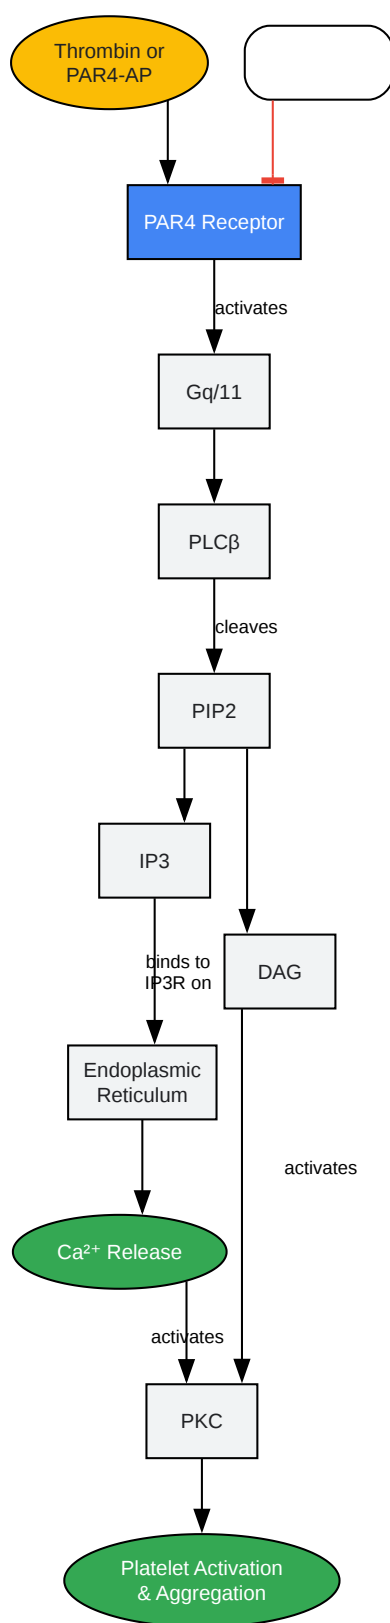 Thrombin or
PAR4-AP
PAR4 Receptor
activates
Gq/11
PLCβ
cleaves
PIP2
IP3
binds to
IP3R on
DAG
Endoplasmic
Reticulum
activates
Ca²⁺ Release
activates
PKC
Platelet Activation
& Aggregation